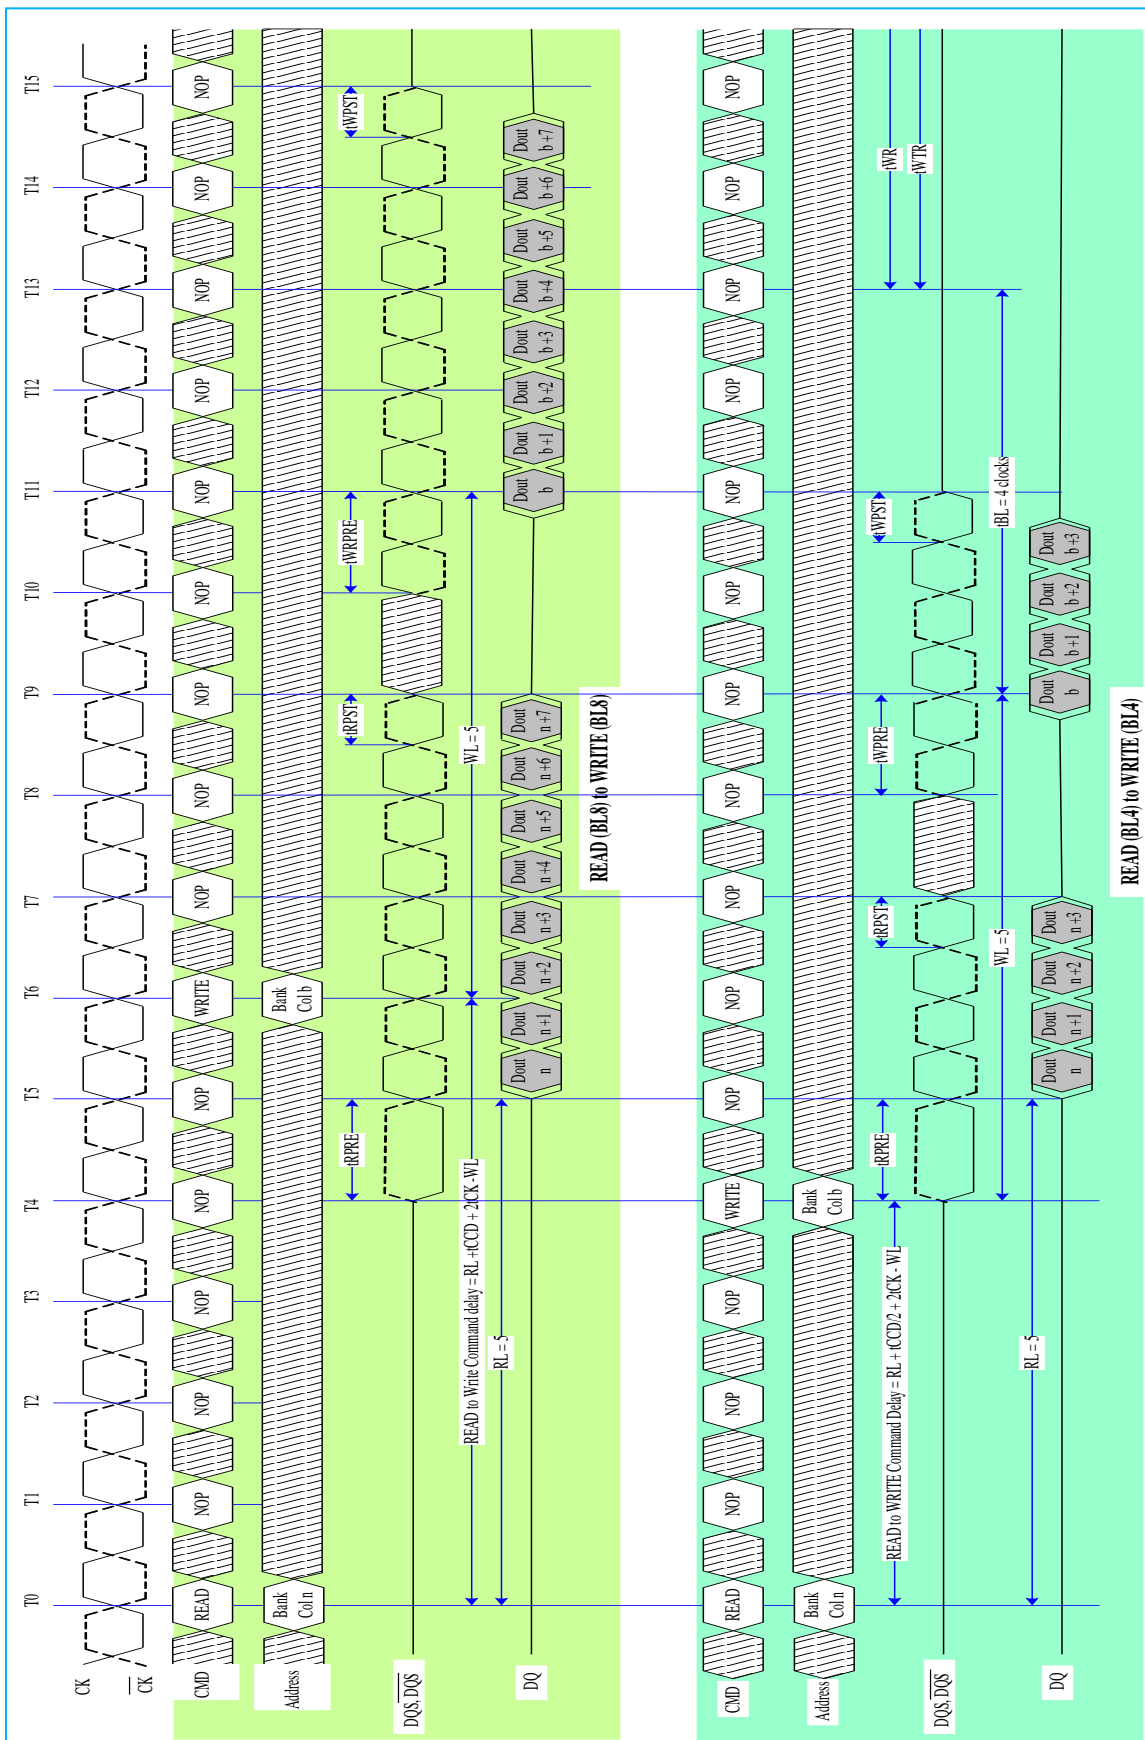 T0 T1 T2 T3 T4 T5 T6 T7 T8 T9 T10 T11 T12 T13 T14 T15
CK
CK
CMD READ NOP NOP NOP NOP NOP WRITE NOP NOP NOP NOP NOP NOP NOP NOP NOP
Address Bank Col n Bank Col b
tRPRE tRPST tWRPRE tWPST
DQS, DQS
READ to Write Command delay = RL +tCCD + 2tCK -WL WL = 5
RL = 5
DQ Dout n Dout n+1 Dout n+2 Dout n+3 Dout n+4 Dout n+5 Dout n+6 Dout n+7 Dout b Dout b+1 Dout b+2 Dout b+3 Dout b+4 Dout b+5 Dout b+6 Dout b+7
READ (BL8) to WRITE (BL8)
CMD READ NOP NOP NOP WRITE NOP NOP NOP NOP NOP NOP NOP NOP NOP NOP NOP
Address Bank Col n Bank Col b
tRPRE tRPST tWPRE tWPST
READ to WRITE Command Delay = RL + tCCD/2 + 2tCK - WL tWR
tWTR
DQS, DQS
WL = 5 tBL = 4 clocks
RL = 5
DQ Dout n Dout n+1 Dout n+2 Dout n+3 Dout b Dout b+1 Dout b+2 Dout b+3
READ (BL4) to WRITE (BL4)